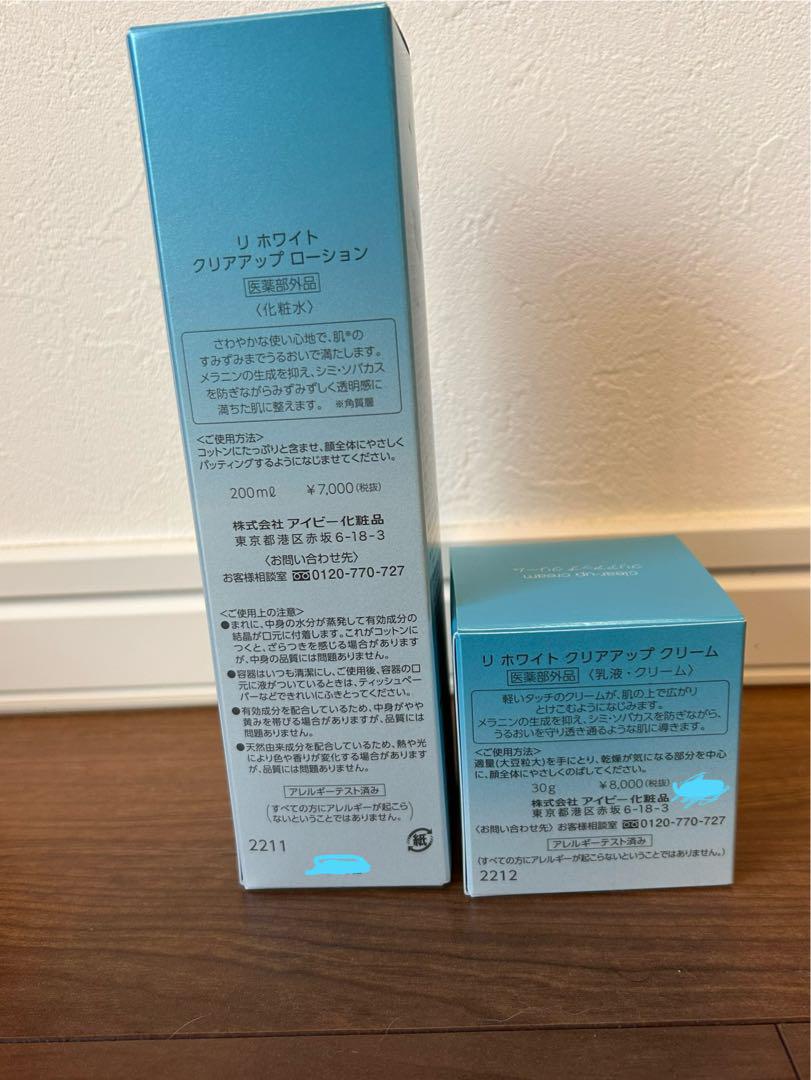 リ ホワイト
クリアアップ ローション
医薬部外品
〈化粧水〉
さわやかな使い心地で、肌※の
すみずみまでうるおいで満たします。
メラニンの生成を抑え、シミ・ソバカス
を防ぎながらみずみずしく透明感に
満ちた肌に整えます。 ※角質層
<ご使用方法>
コットンにたっぷりと含ませ、顔全体にやさしく
パッティングするようになじませてください。
200mℓ ￥7,000(税抜)
株式会社 アイビー化粧品
東京都港区赤坂6-18-3
〈お問い合わせ先〉
お客様相談室 0120-770-727
<ご使用上の注意>
●まれに、中身の水分が蒸発して有効成分の
結晶が口元に付着します。これがコットンに
つくと、ざらつきを感じる場合があります
が、中身の品質には問題ありません。
●容器はいつも清潔にし、ご使用後、容器の口
元に液がついているときは、ティッシュペー
パーなどできれいにふきとってください。
●有効成分を配合しているため、中身がやや
黄みを帯びる場合がありますが、品質には
問題ありません。
●天然由来成分を配合しているため、熱や光
により色や香りが変化する場合があります
が、品質には問題ありません。
アレルギーテスト済み
(すべての方にアレルギーが起こら
ないということではありません。)
2211
紙
clear-up cream
クリアアップ クリーム
リ ホワイト クリアアップ クリーム
医薬部外品 〈乳液・クリーム〉
軽いタッチのクリームが、肌の上で広がり
とけこむようになじみます。
メラニンの生成を抑え、シミ・ソバカスを防ぎながら、
うるおいを守り透き通るような肌に導きます。
<ご使用方法>
適量(大豆粒大)を手にとり、乾燥が気になる部分を中心
に、顔全体にやさしくのばしてください。
30g ￥8,000(税抜)
株式会社 アイビー化粧品
東京都港区赤坂6-18-3
〈お問い合わせ先〉お客様相談室 0120-770-727
アレルギーテスト済み
(すべての方にアレルギーが起こらないということではありません。)
2212